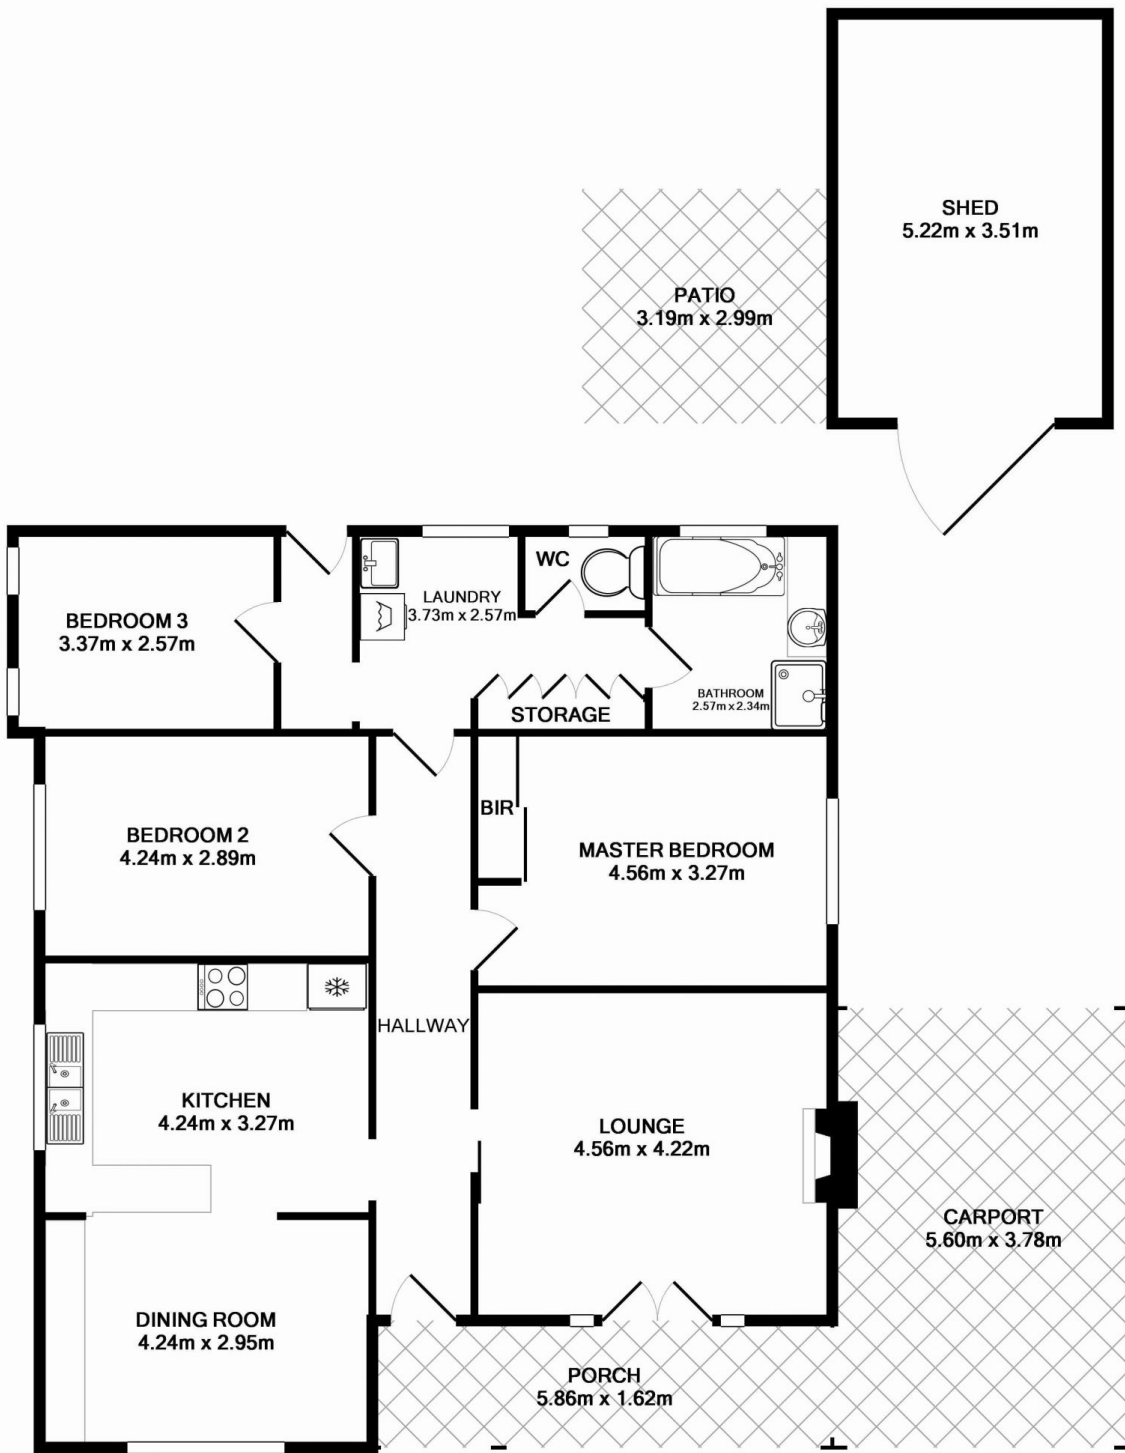 SHED
5.22m x 3.51m
PATIO
3.19m x 2.99m
WC
LAUNDRY
3.73m x 2.57m
BEDROOM 3
3.37m x 2.57m
BATHROOM
2.57m x 2.34m
STORAGE
BIR
BEDROOM 2
4.24m x 2.89m
MASTER BEDROOM
4.56m x 3.27m
HALLWAY
KITCHEN
4.24m x 3.27m
LOUNGE
4.56m x 4.22m
CARPORT
5.60m x 3.78m
DINING ROOM
4.24m x 2.95m
PORCH
5.86m x 1.62m